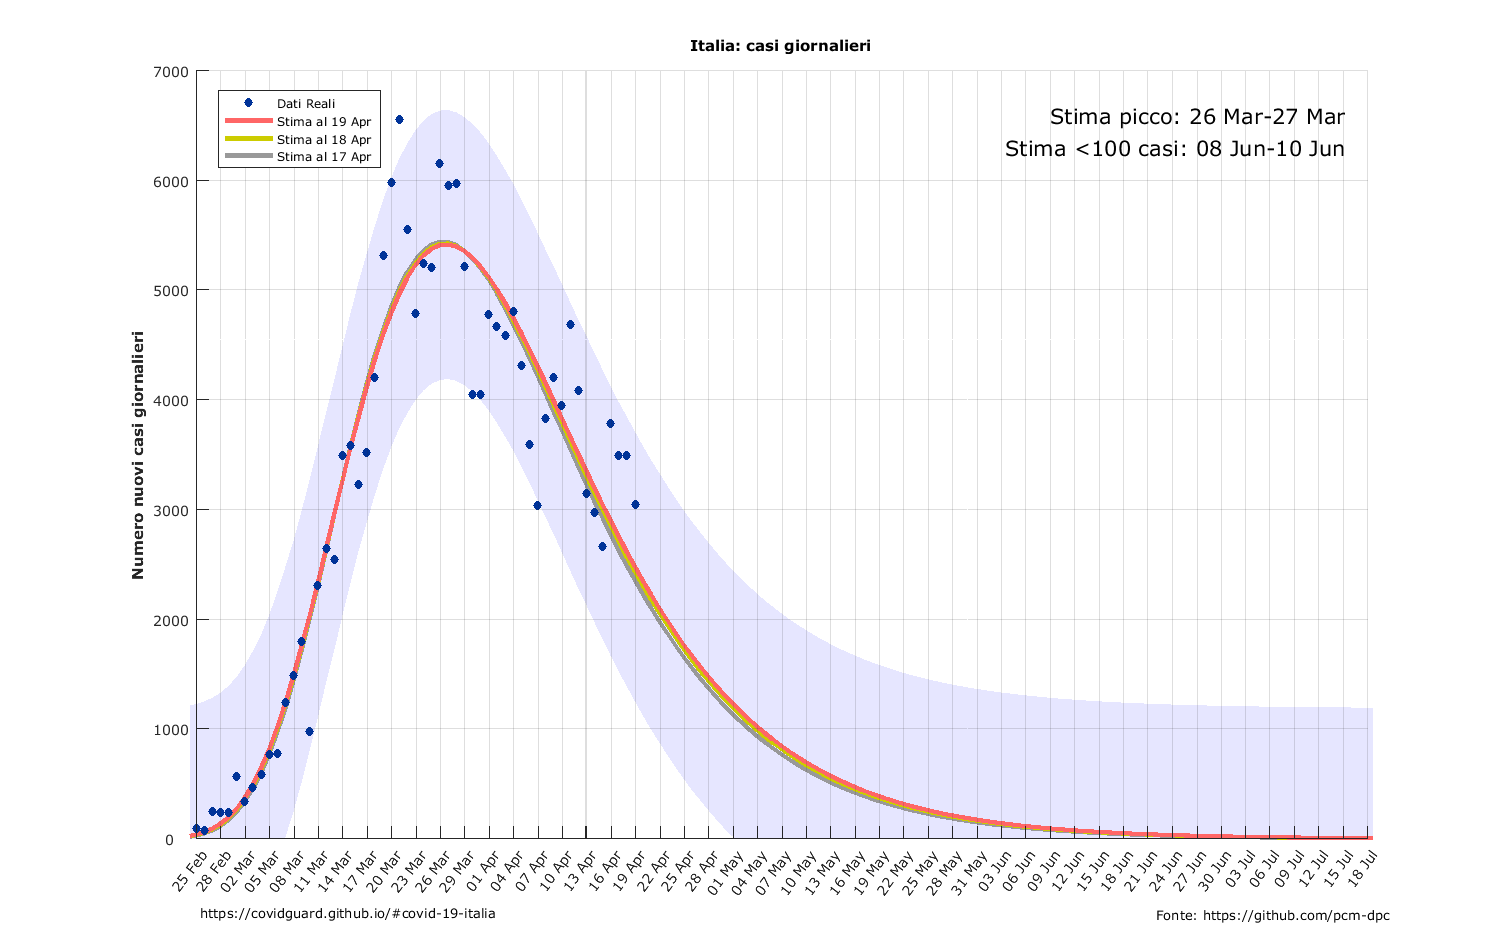 Italia: casi giornalieri
7000
6000
5000
4000
3000
2000
1000
0
Numero nuovi casi giornalieri
Dati Reali
Stima al 19 Apr
Stima al 18 Apr
Stima al 17 Apr
Stima picco: 26 Mar-27 Mar
Stima <100 casi: 08 Jun-10 Jun
25 Feb
28 Feb
02 Mar
05 Mar
08 Mar
11 Mar
14 Mar
17 Mar
20 Mar
23 Mar
26 Mar
29 Mar
01 Apr
04 Apr
07 Apr
10 Apr
13 Apr
16 Apr
19 Apr
22 Apr
25 Apr
28 Apr
01 May
04 May
07 May
10 May
13 May
16 May
19 May
22 May
25 May
28 May
31 May
03 Jun
06 Jun
09 Jun
12 Jun
15 Jun
18 Jun
21 Jun
24 Jun
27 Jun
30 Jun
03 Jul
06 Jul
09 Jul
12 Jul
15 Jul
18 Jul
https://covidguard.github.io/#covid-19-italia
Fonte: https://github.com/pcm-dpc